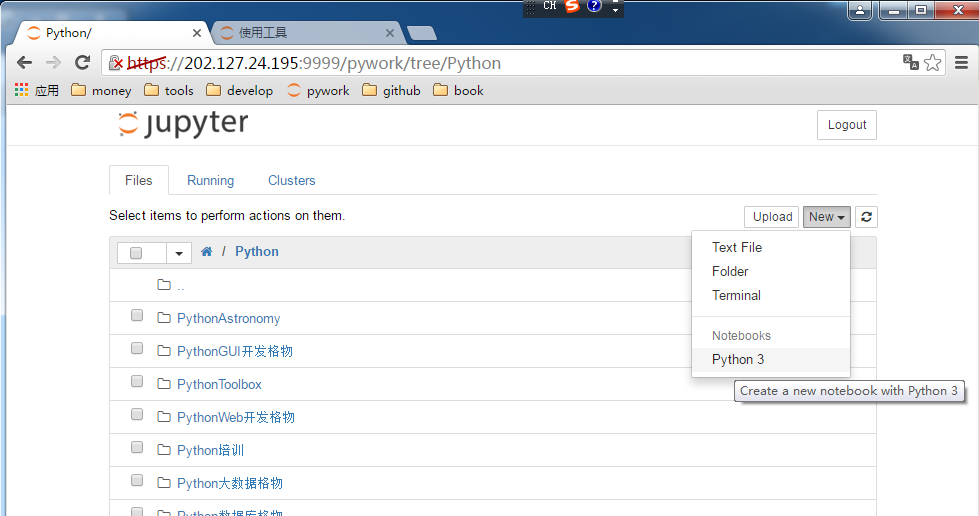 CH
Python/
使用工具
https://202.127.24.195:9999/pywork/tree/Python
应用 money tools develop pywork github book
jupyter
Logout
Files Running Clusters
Select items to perform actions on them.
Upload New
Python
/
Text File
Folder
Terminal
Notebooks
Python 3
Create a new notebook with Python 3
..
PythonAstronomy
PythonGUI开发格物
PythonToolbox
PythonWeb开发格物
Python培训
Python大数据格物
Python数据库格物